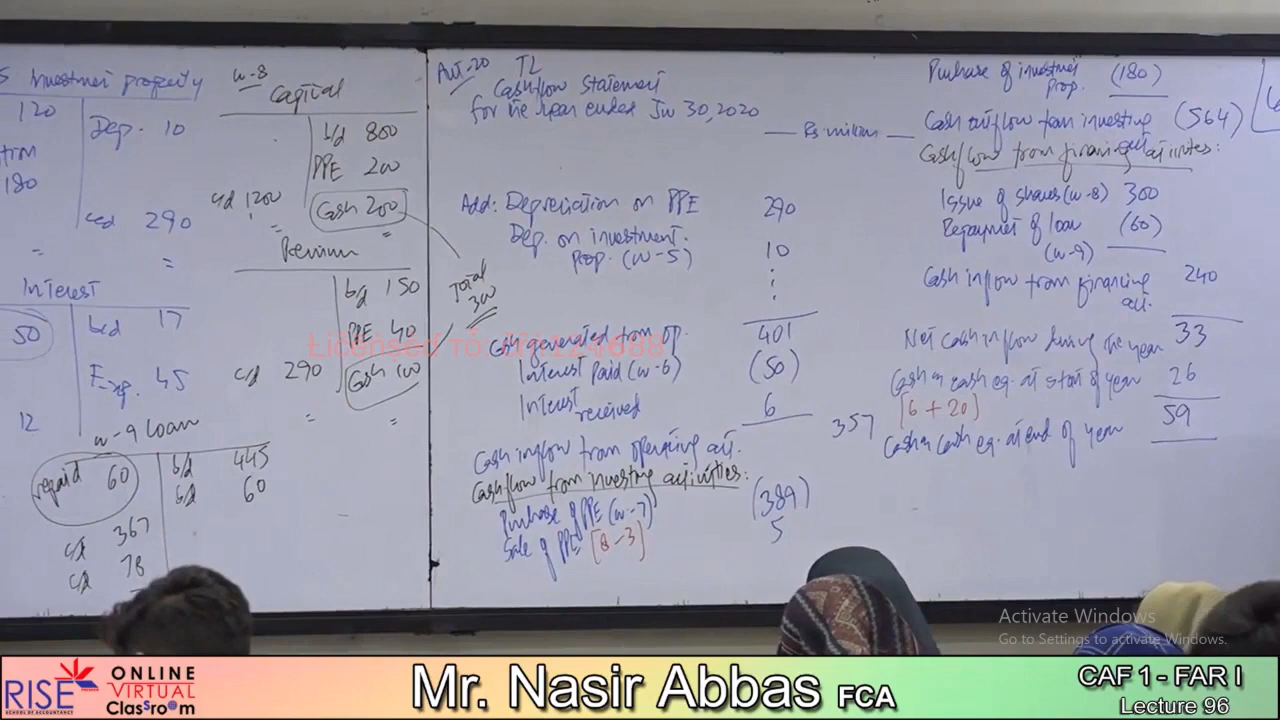 Investment property
120
Dep. 10
180
c/d 290
=
=
Interest
50
b/d 17
Exp. 45
12
w-9 Loan
repaid 60
b/d 445
b/d 60
c/d 367
c/d 78
w-8
Capital
b/d 800
PPE 200
c/d 1200
Cash 200
=
=
Premium
b/d 150
PPE 40
c/d 290
Cash 100
=
=
Total
300
Aut-20 TL
Cashflow Statement
for the year ended Jun 30, 2020
Rs million
Add: Depreciation on PPE 290
Dep. on investment
prop. (w-5) 10
Cash generated from op. 401
Interest Paid (w-6) (50)
Interest
received 6
357
Cash inflow from operating act.
Cashflow from investing activities:
Purchase of PPE (w-7) (389)
Sale of PPE [8-3] 5
Purchase of investment
prop. (180)
Cash outflow from investing (564)
act.
Cashflow from financing activities:
Issue of shares (w-8) 300
Repayment of loan (60)
(w-9)
Cash inflow from financing 240
act.
Net cash inflow during the year 33
Cash & cash eq. at start of year 26
[6 + 20]
Cash & cash eq. at end of year 59
Activate Windows
Go to Settings to activate Windows.
RISE
SCHOOL OF ACCOUNTANCY
ONLINE
VIRTUAL
Classroom
Mr. Nasir Abbas FCA
CAF 1 - FAR I
Lecture 96